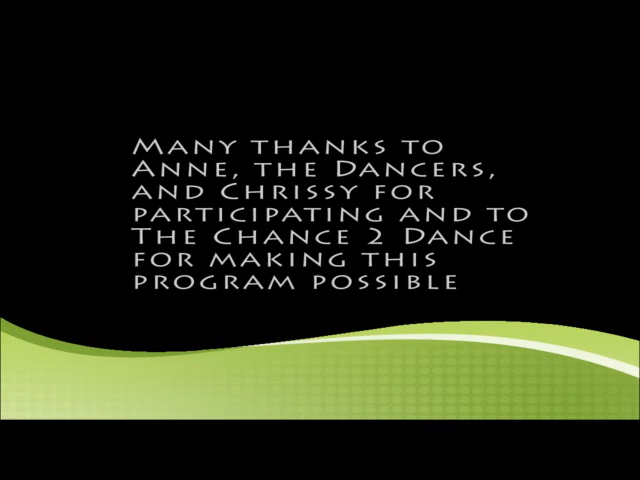 Many thanks to
Anne, the Dancers,
and Chrissy for
participating and to
The Chance 2 Dance
for making this
program possible